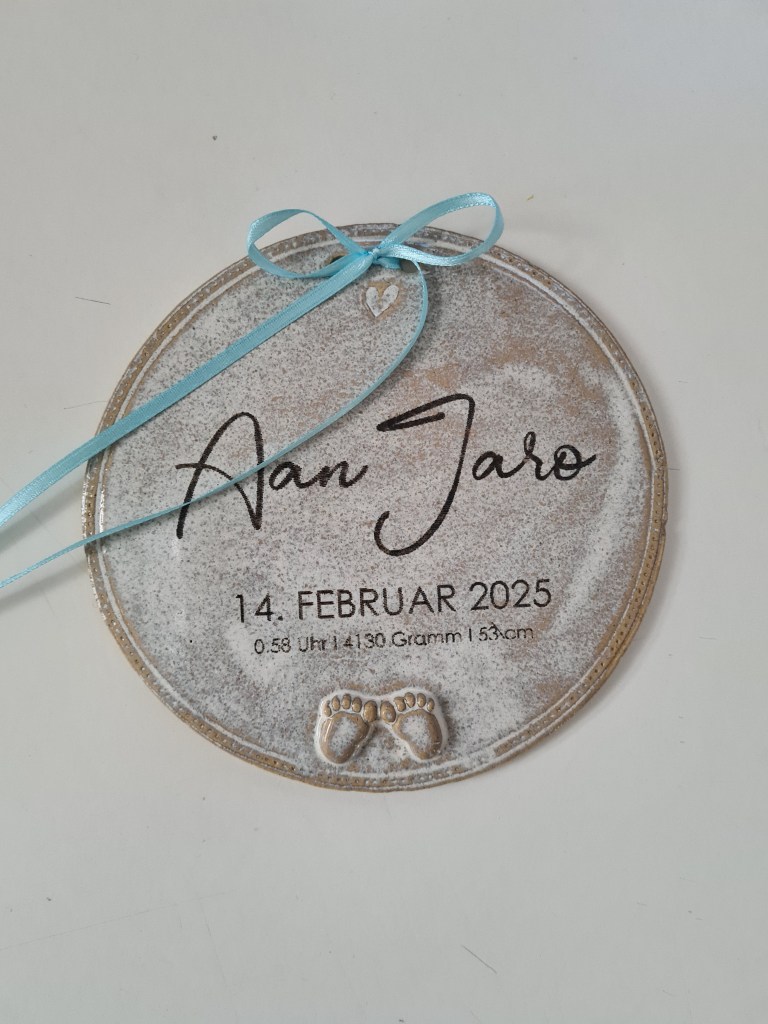 Aan Jaro
14. FEBRUAR 2025
0.58 Uhr I 4130 Gramm I 53 cm